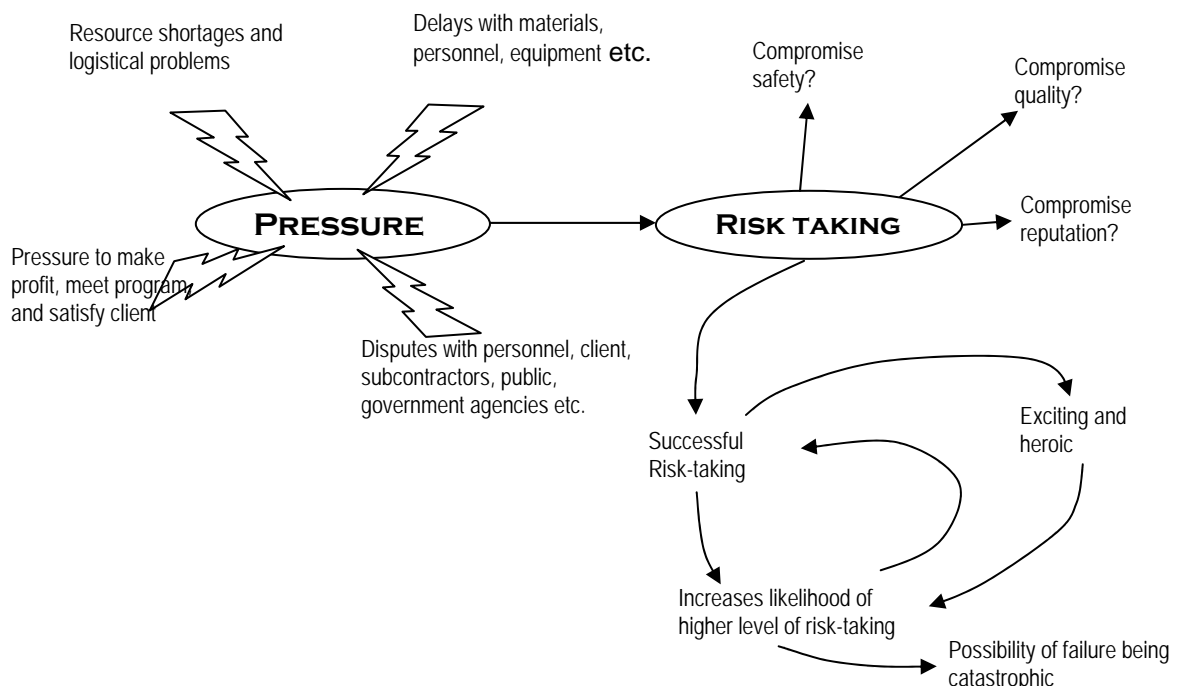 Resource shortages and
logistical problems
Delays with materials,
personnel, equipment etc.
Compromise
safety?
Compromise
quality?
PRESSURE
RISK TAKING
Compromise
reputation?
Pressure to make
profit, meet program
and satisfy client
Disputes with personnel, client,
subcontractors, public,
government agencies etc.
Successful
Risk-taking
Exciting and
heroic
Increases likelihood of
higher level of risk-taking
Possibility of failure being
catastrophic